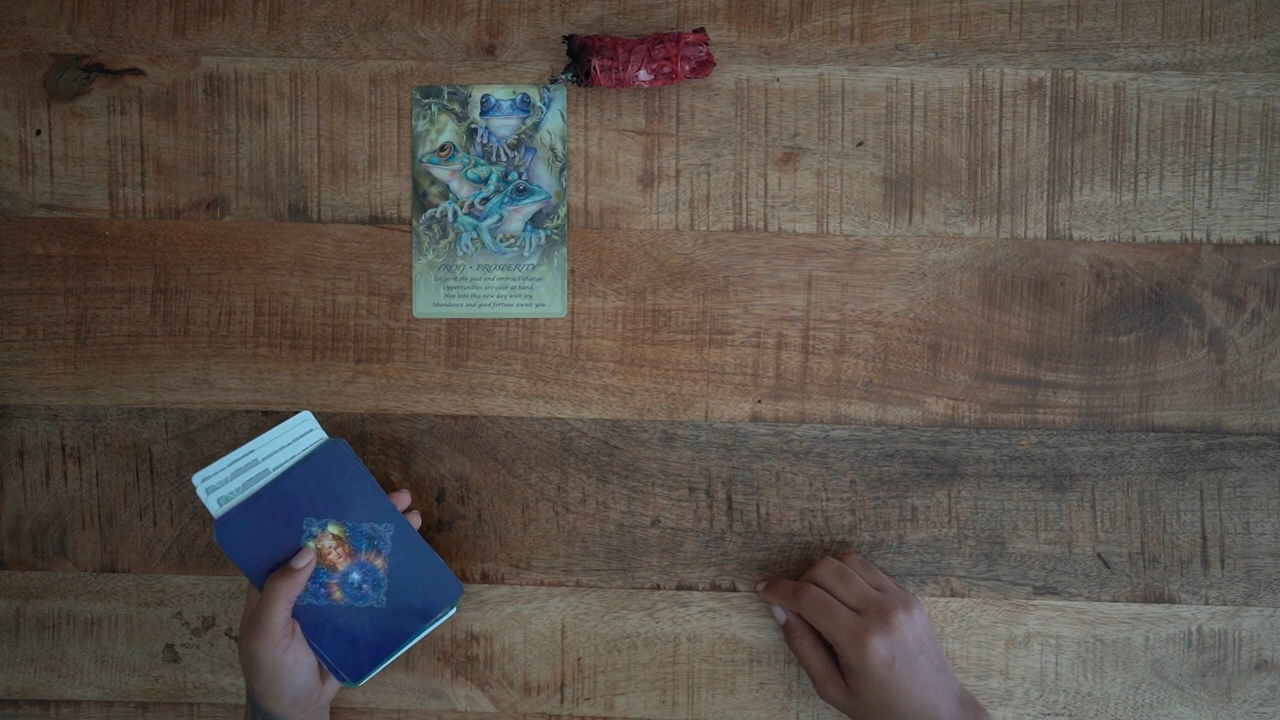 FROG • PROSPERITY
Let go of the past and embrace change.
Opportunities are close at hand.
Hop into this new day with joy.
Abundance and good fortune await you.